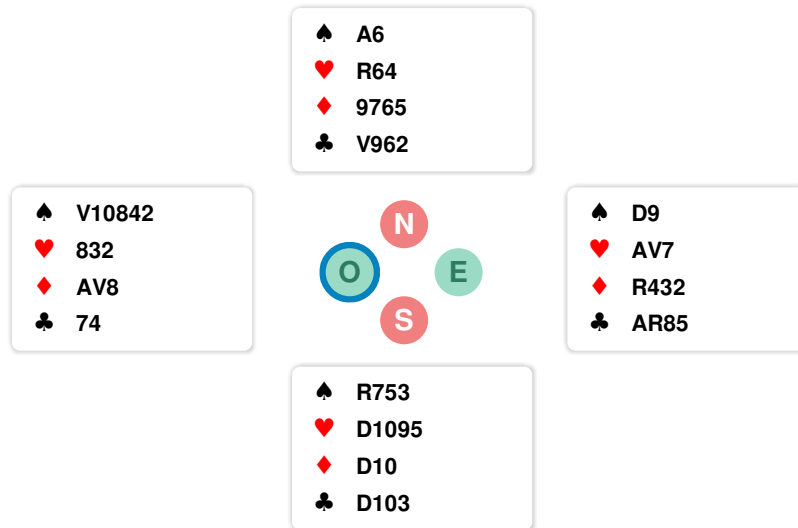 ♠ A6
♥ R64
♦ 9765
♣ V962
♠ V10842
♥ 832
♦ AV8
♣ 74
N
O
E
S
♠ D9
♥ AV7
♦ R432
♣ AR85
♠ R753
♥ D1095
♦ D10
♣ D103